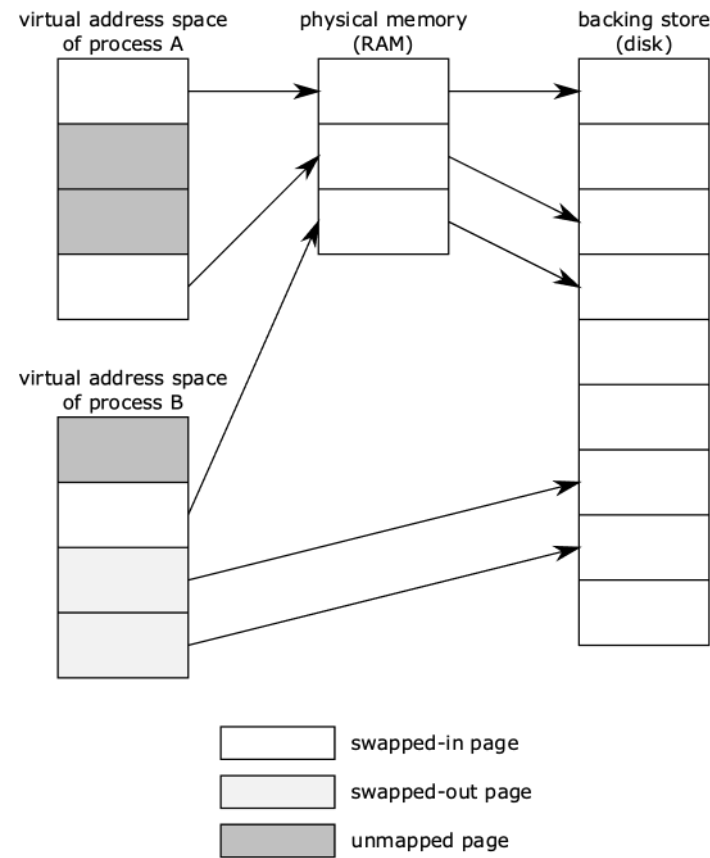 virtual address space
of process A
physical memory
(RAM)
backing store
(disk)
virtual address space
of process B
swapped-in page
swapped-out page
unmapped page